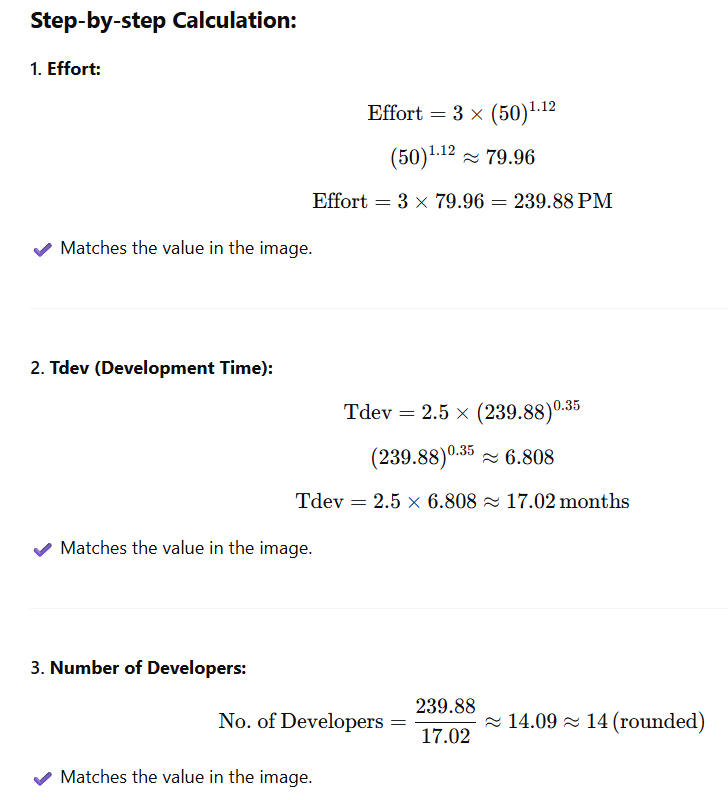 Step-by-step Calculation:
1. Effort:
Effort = 3 × (50)^1.12
(50)^1.12 ≈ 79.96
Effort = 3 × 79.96 = 239.88 PM
✔ Matches the value in the image.
2. Tdev (Development Time):
Tdev = 2.5 × (239.88)^0.35
(239.88)^0.35 ≈ 6.808
Tdev = 2.5 × 6.808 ≈ 17.02 months
✔ Matches the value in the image.
3. Number of Developers:
No. of Developers = 239.88 / 17.02 ≈ 14.09 ≈ 14 (rounded)
✔ Matches the value in the image.